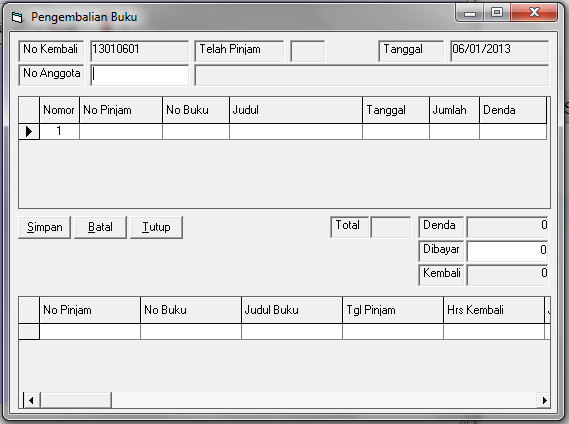 Pengembalian Buku
No Kembali 13010601 Telah Pinjam Tanggal 06/01/2013
No Anggota
Nomor No Pinjam No Buku Judul Tanggal Jumlah Denda
1
Simpan Batal Tutup Total Denda 0
Dibayar 0
Kembali 0
No Pinjam No Buku Judul Buku Tgl Pinjam Hrs Kembali